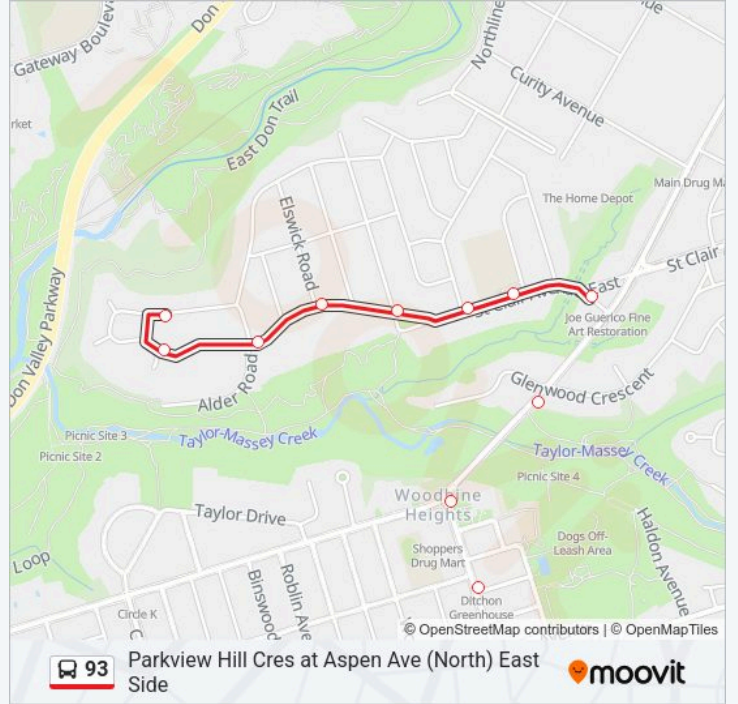 Gateway Boulev
Don
Northline
ue
Curity Avenue
rket
East Don Trail
Main Drug Ma
The Home Depot
Elswick Road
St Clair
St Clair Av
East
Joe Guerico Fine
Art Restoration
Don Valley Parkway
Alder Road
Glenwood Crescent
Picnic Site 3
Taylor-Massey Creek
Picnic Site 2
Taylor-Massey Creek
Picnic Site 4
Woodbine
Heights
Taylor Drive
Haldon Avenue
Dogs Off-
Leash Area
Shoppers
Drug Mart
Loop
Binswood
Roblin Ave
Circle K
Ditchon
Greenhouse
© OpenStreetMap contributors | © OpenMapTiles
93 Parkview Hill Cres at Aspen Ave (North) East
Side
moovit